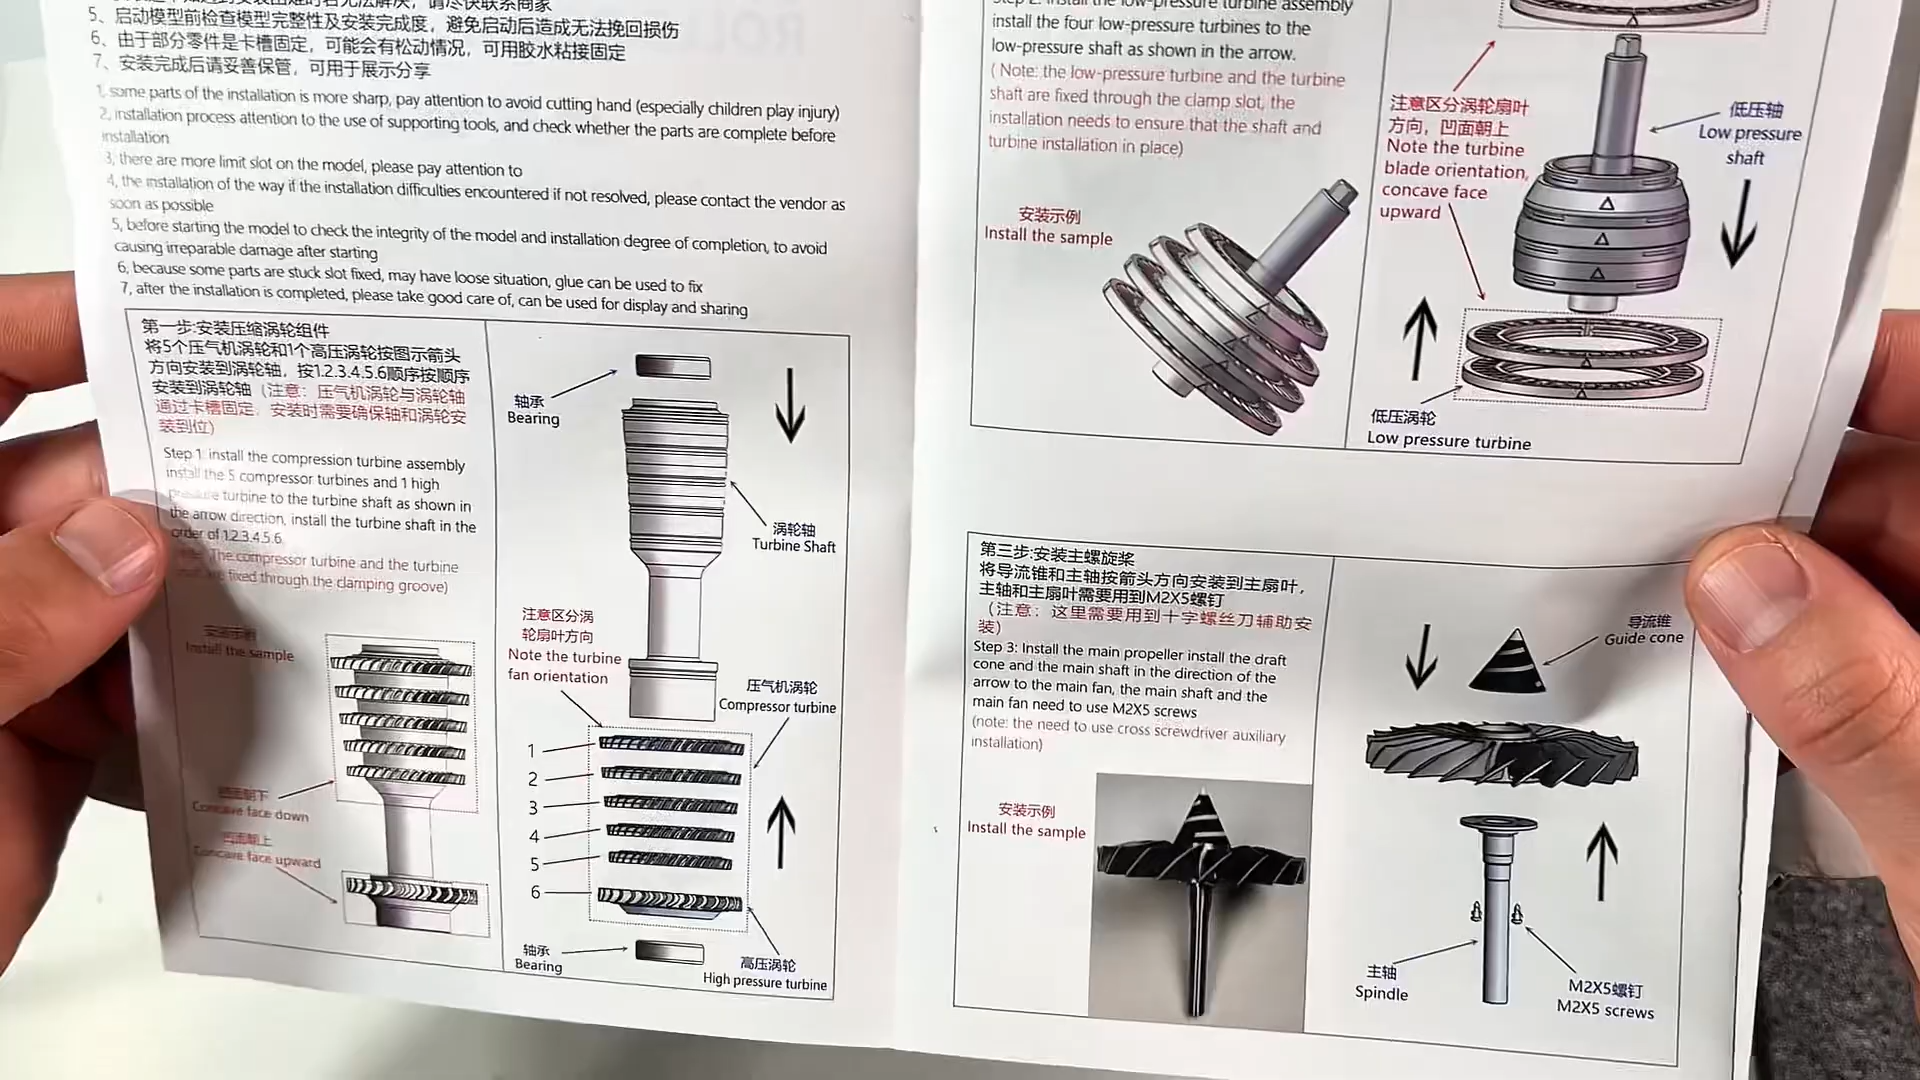 5、启动模型前检查模型完整性及安装完成度，避免启动后造成无法挽回损伤
6、由于部分零件是卡槽固定，可能会有松动情况，可用胶水粘接固定
7、安装完成后请妥善保管，可用于展示分享
1, some parts of the installation is more sharp, pay attention to avoid cutting hand (especially children play injury)
2, installation process attention to the use of supporting tools, and check whether the parts are complete before
installation
3, there are more limit slot on the model, please pay attention to
4, the installation of the way if the installation difficulties encountered if not resolved, please contact the vendor as
soon as possible
5, before starting the model to check the integrity of the model and installation degree of completion, to avoid
causing irreparable damage after starting
6, because some parts are stuck slot fixed, may have loose situation, glue can be used to fix
7, after the installation is completed, please take good care of, can be used for display and sharing
第一步:安装压缩涡轮组件
将5个压气机涡轮和1个高压涡轮按图示箭头
方向安装到涡轮轴，按1.2.3.4.5.6顺序按顺序
安装到涡轮轴（注意：压气机涡轮与涡轮轴
通过卡槽固定，安装时需要确保轴和涡轮安
装到位)
Step 1: install the compression turbine assembly
install the 5 compressor turbines and 1 high
pressure turbine to the turbine shaft as shown in
the arrow direction, install the turbine shaft in the
order of 1.2.3.4.5.6
The compressor turbine and the turbine
fixed through the clamping groove)
安装示例
Install the sample
凹面朝下
Concave face down
凹面朝上
Concave face upward
轴承
Bearing
涡轮轴
Turbine Shaft
注意区分涡
轮扇叶方向
Note the turbine
fan orientation
压气机涡轮
Compressor turbine
1
2
3
4
5
6
轴承
Bearing
高压涡轮
High pressure turbine
Step 2: install the low-pressure turbine assembly
install the four low-pressure turbines to the
low-pressure shaft as shown in the arrow.
( Note: the low-pressure turbine and the turbine
shaft are fixed through the clamp slot, the
installation needs to ensure that the shaft and
turbine installation in place)
安装示例
Install the sample
注意区分涡轮扇叶
方向，凹面朝上
Note the turbine
blade orientation,
concave face
upward
低压轴
Low pressure
shaft
低压涡轮
Low pressure turbine
第三步:安装主螺旋桨
将导流锥和主轴按箭头方向安装到主扇叶，
主轴和主扇叶需要用到M2X5螺钉
（注意：这里需要用到十字螺丝刀辅助安
装)
Step 3: Install the main propeller install the draft
cone and the main shaft in the direction of the
arrow to the main fan, the main shaft and the
main fan need to use M2X5 screws
(note: the need to use cross screwdriver auxiliary
installation)
安装示例
Install the sample
导流锥
Guide cone
主轴
Spindle
M2X5螺钉
M2X5 screws